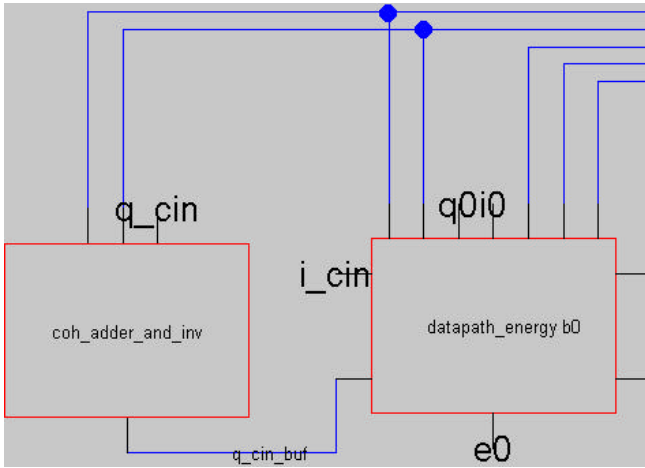 q_cin
q0i0
i_cin
coh_adder_and_inv
datapath_energy b0
q_cin_buf
e0